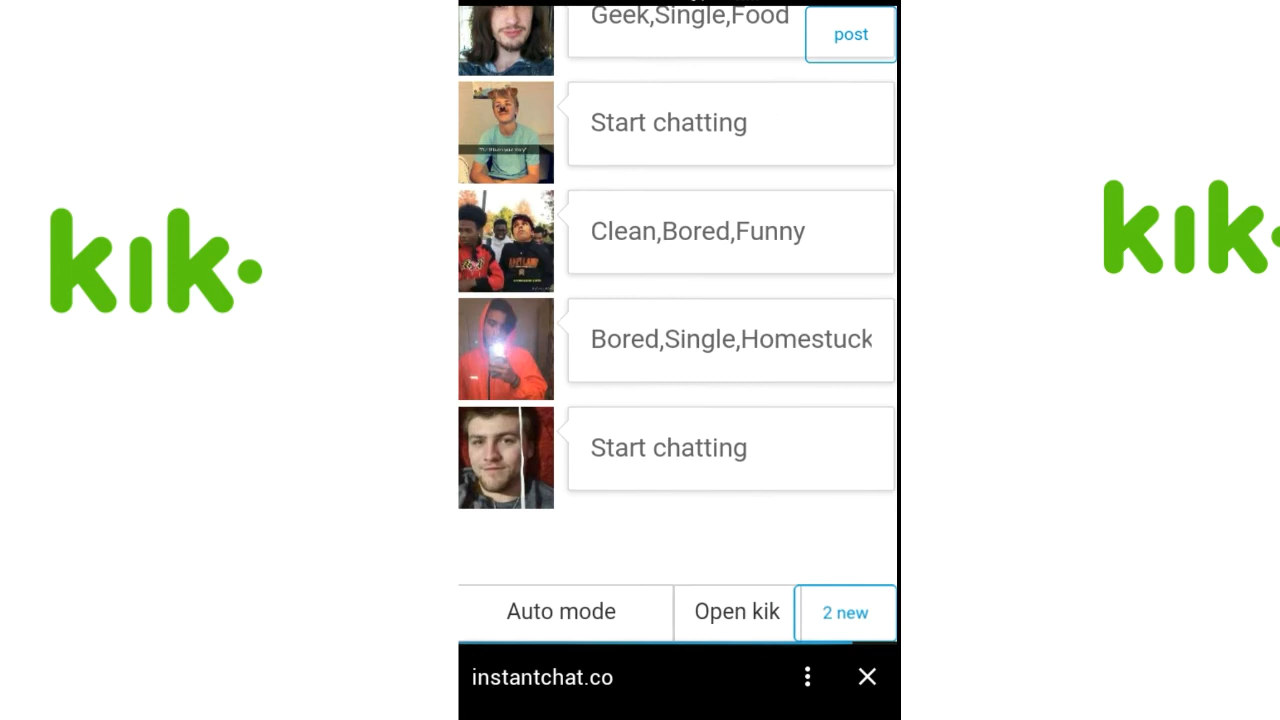 Geek,Single,Food
post
Start chatting
Clean,Bored,Funny
Bored,Single,Homestuck
Start chatting
Auto mode
Open kik
2 new
instantchat.co
kik
kik